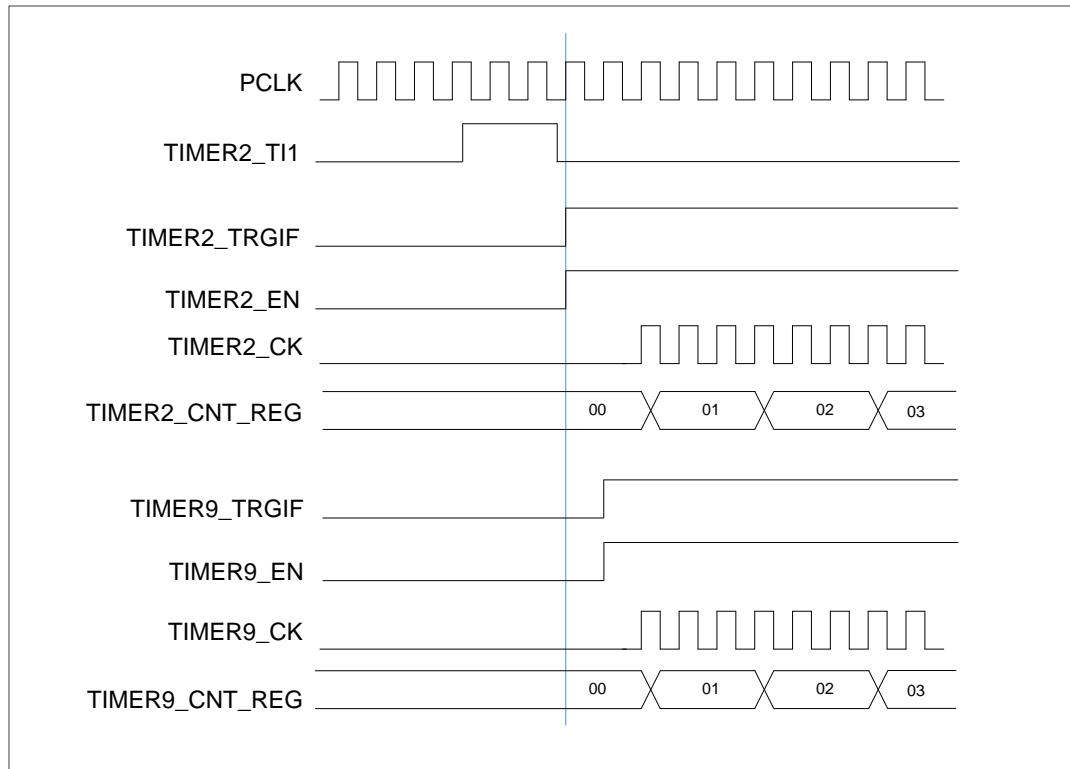 PCLK
TIMER2_TI1
TIMER2_TRGIF
TIMER2_EN
TIMER2_CK
TIMER2_CNT_REG 00 01 02 03
TIMER9_TRGIF
TIMER9_EN
TIMER9_CK
TIMER9_CNT_REG 00 01 02 03